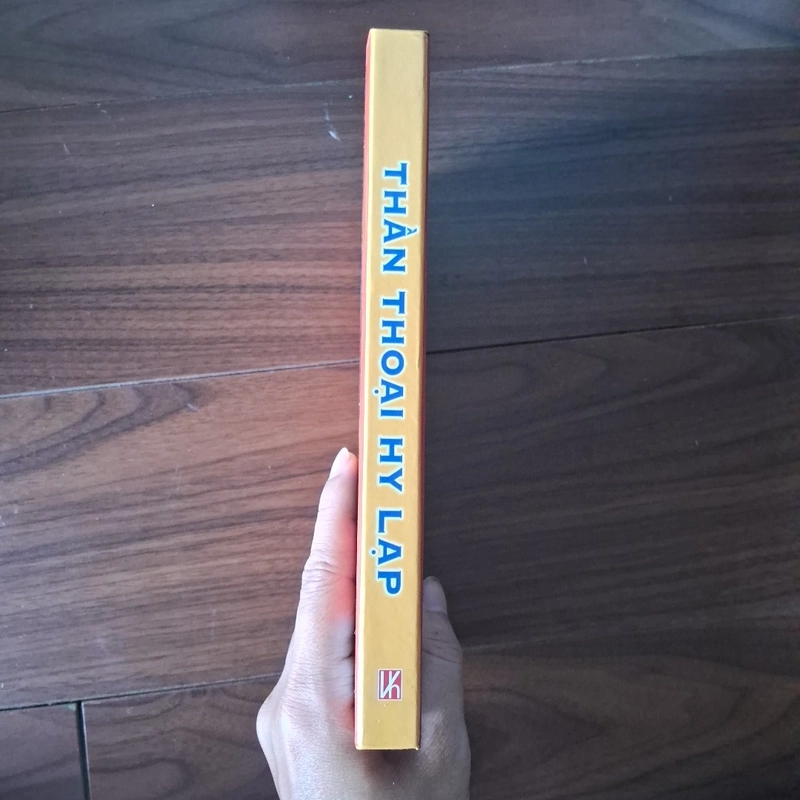 THẦN THOẠI HY LẠP